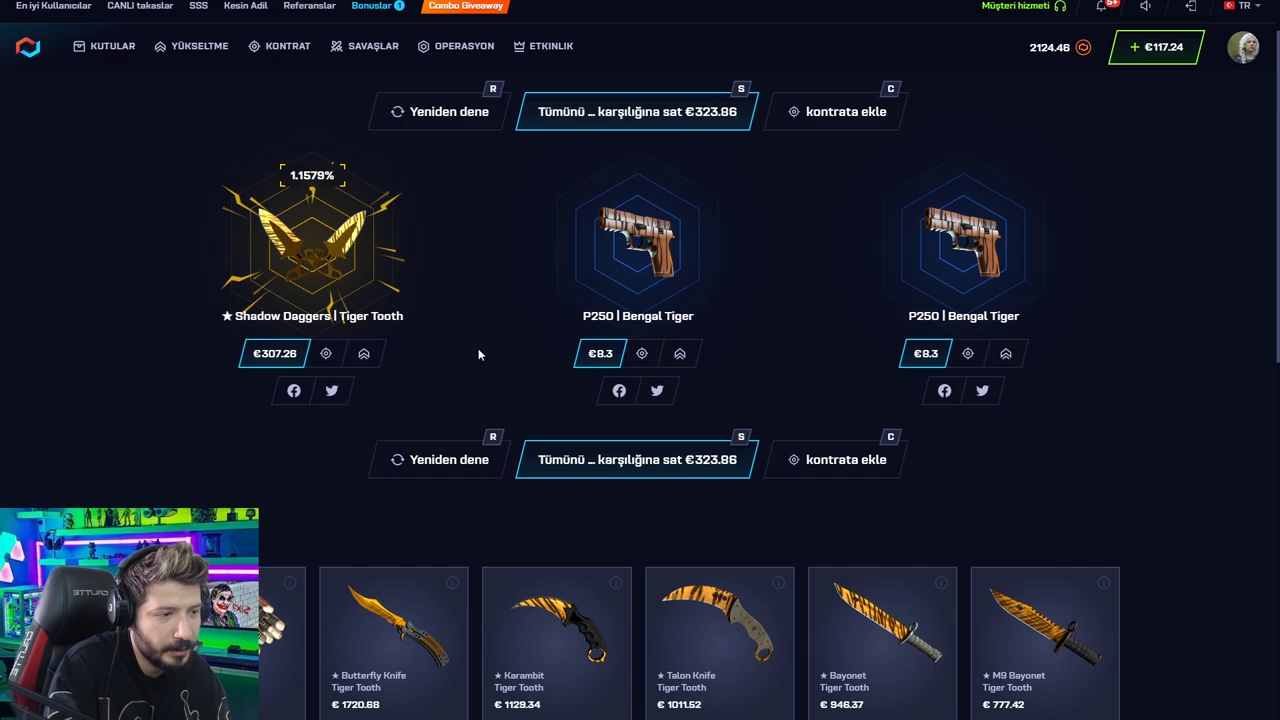 En iyi Kullanıcılar CANLI takaslar SSS Kesin Adil Referanslar Bonuslar 1 Combo Giveaway Müşteri hizmeti 5+ TR
KUTULAR YÜKSELTME KONTRAT SAVAŞLAR OPERASYON ETKINLIK 2124.46 + €117.24
R S C
Yeniden dene Tümünü ... karşılığına sat €323.86 kontrata ekle
1.1579%
★ Shadow Daggers | Tiger Tooth P250 | Bengal Tiger P250 | Bengal Tiger
€307.26 €8.3 €8.3
R S C
Yeniden dene Tümünü ... karşılığına sat €323.86 kontrata ekle
★ Butterfly Knife ★ Karambit ★ Talon Knife ★ Bayonet ★ M9 Bayonet
Tiger Tooth Tiger Tooth Tiger Tooth Tiger Tooth Tiger Tooth
€ 1720.68 € 1129.34 € 1011.52 € 946.37 € 777.42